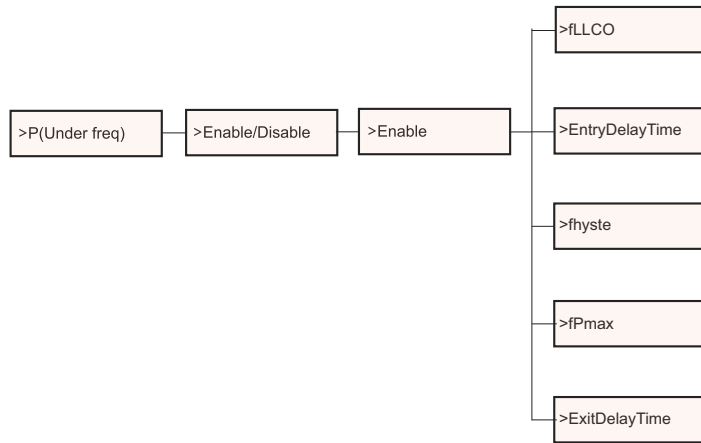 >P(Under freq)
>Enable/Disable
>Enable
>fLLCO
>EntryDelayTime
>fhyste
>fPmax
>ExitDelayTime